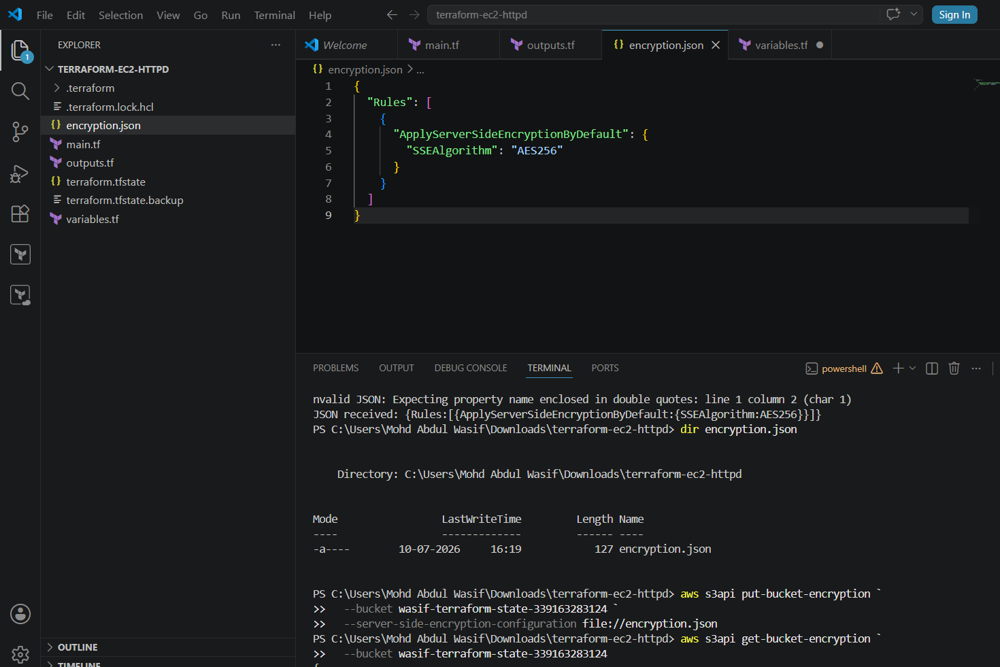 File Edit Selection View Go Run Terminal Help
terraform-ec2-httpd
Sign In
EXPLORER
1
TERRAFORM-EC2-HTTPD
.terraform
.terraform.lock.hcl
encryption.json
main.tf
outputs.tf
terraform.tfstate
terraform.tfstate.backup
variables.tf
OUTLINE
TIMELINE
Welcome main.tf outputs.tf {} encryption.json variables.tf
{} encryption.json > ...
1 {
2 "Rules": [
3 {
4 "ApplyServerSideEncryptionByDefault": {
5 "SSEAlgorithm": "AES256"
6 }
7 }
8 ]
9 }
PROBLEMS OUTPUT DEBUG CONSOLE TERMINAL PORTS
powershell
nvalid JSON: Expecting property name enclosed in double quotes: line 1 column 2 (char 1)
JSON received: {Rules:[{ApplyServerSideEncryptionByDefault:{SSEAlgorithm:AES256}}]}
PS C:\Users\Mohd Abdul Wasif\Downloads\terraform-ec2-httpd> dir encryption.json
Directory: C:\Users\Mohd Abdul Wasif\Downloads\terraform-ec2-httpd
Mode LastWriteTime Length Name
---- ------------- ------ ----
-a---- 10-07-2026 16:19 127 encryption.json
PS C:\Users\Mohd Abdul Wasif\Downloads\terraform-ec2-httpd> aws s3api put-bucket-encryption `
>> --bucket wasif-terraform-state-339163283124 `
>> --server-side-encryption-configuration file://encryption.json
PS C:\Users\Mohd Abdul Wasif\Downloads\terraform-ec2-httpd> aws s3api get-bucket-encryption `
>> --bucket wasif-terraform-state-339163283124
{